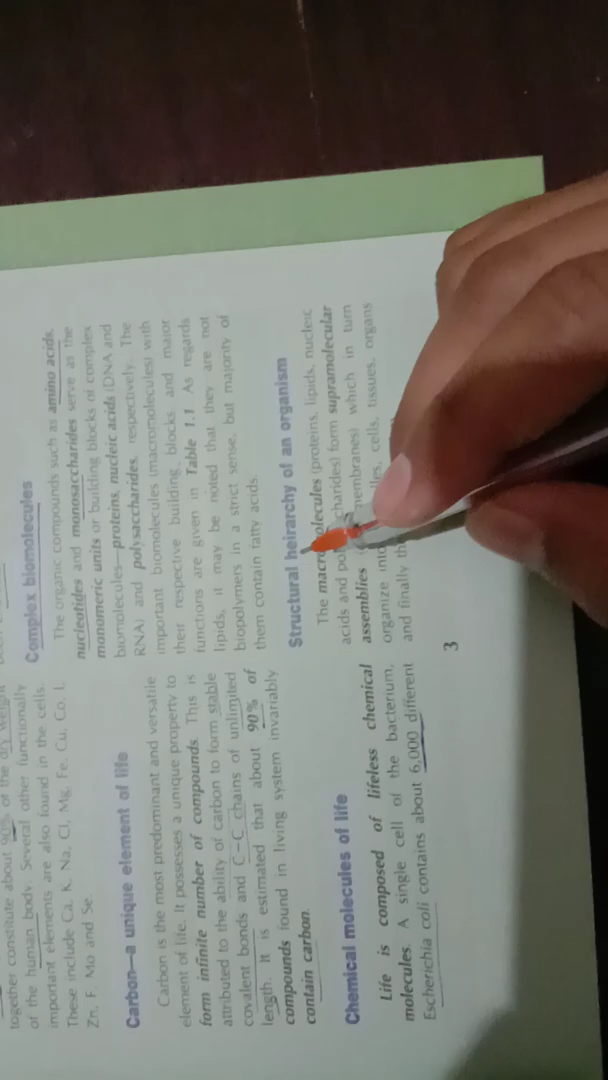 together constitute about 90% of the dry weight
of the human body. Several other functionally
important elements are also found in the cells.
These include Ca, K, Na, Cl, Mg, Fe, Cu, Co, I,
Zn, F, Mo and Se.
Carbon—a unique element of life
Carbon is the most predominant and versatile
element of life. It possesses a unique property to
form infinite number of compounds. This is
attributed to the ability of carbon to form stable
covalent bonds and C–C chains of unlimited
length. It is estimated that about 90% of
compounds found in living system invariably
contain carbon.
Chemical molecules of life
Life is composed of lifeless chemical
molecules. A single cell of the bacterium,
Escherichia coli contains about 6,000 different
Complex biomolecules
The organic compounds such as amino acids,
nucleotides and monosaccharides serve as the
monomeric units or building blocks of complex
biomolecules—proteins, nucleic acids (DNA and
RNA) and polysaccharides, respectively. The
important biomolecules (macromolecules) with
their respective building blocks and major
functions are given in Table 1.1. As regards
lipids, it may be noted that they are not
biopolymers in a strict sense, but majority of
them contain fatty acids.
Structural heirarchy of an organism
The macromolecules (proteins, lipids, nucleic
acids and charides) form supramolecular
assemblies membranes) which in turn
organize cells, tissues, organs
and finally
3